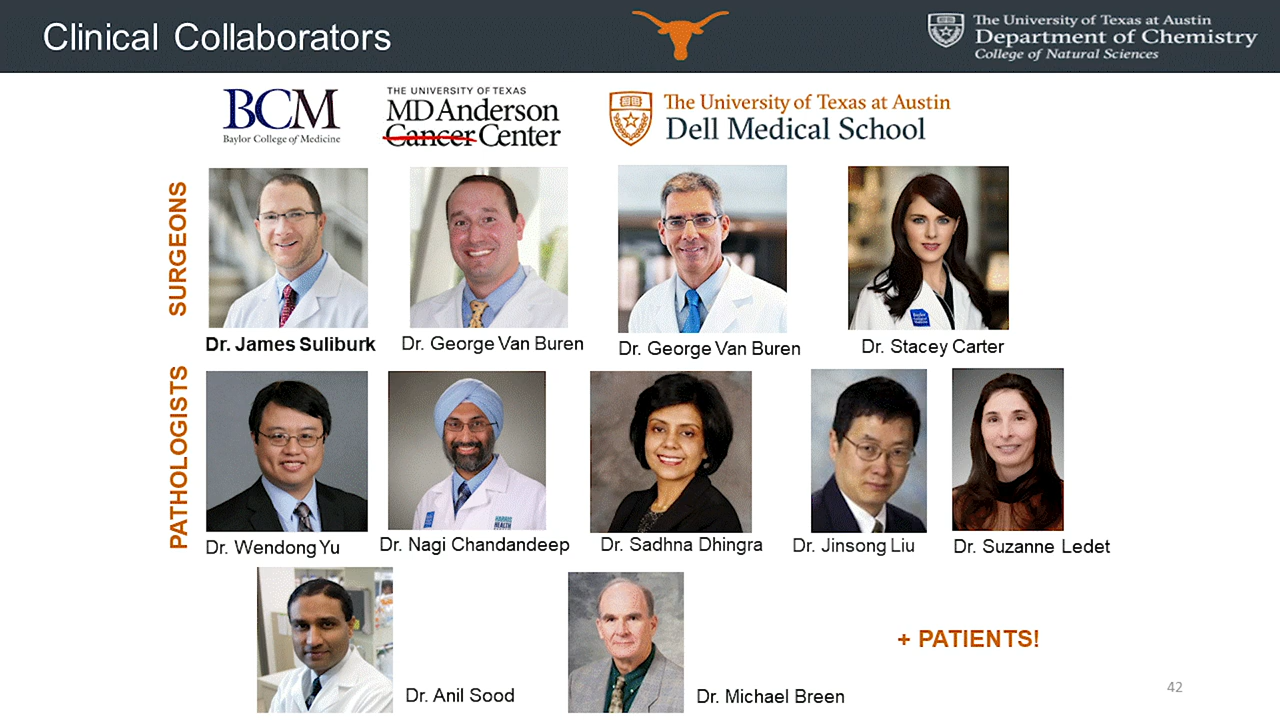 Clinical Collaborators
The University of Texas at Austin
Department of Chemistry
College of Natural Sciences
BCM
Baylor College of Medicine
THE UNIVERSITY OF TEXAS
MD Anderson
Cancer Center
The University of Texas at Austin
Dell Medical School
SURGEONS
Dr. James Suliburk
Dr. George Van Buren
Dr. George Van Buren
Dr. Stacey Carter
PATHOLOGISTS
Dr. Wendong Yu
Dr. Nagi Chandandeep
Dr. Sadhna Dhingra
Dr. Jinsong Liu
Dr. Suzanne Ledet
Dr. Anil Sood
Dr. Michael Breen
+ PATIENTS!
42